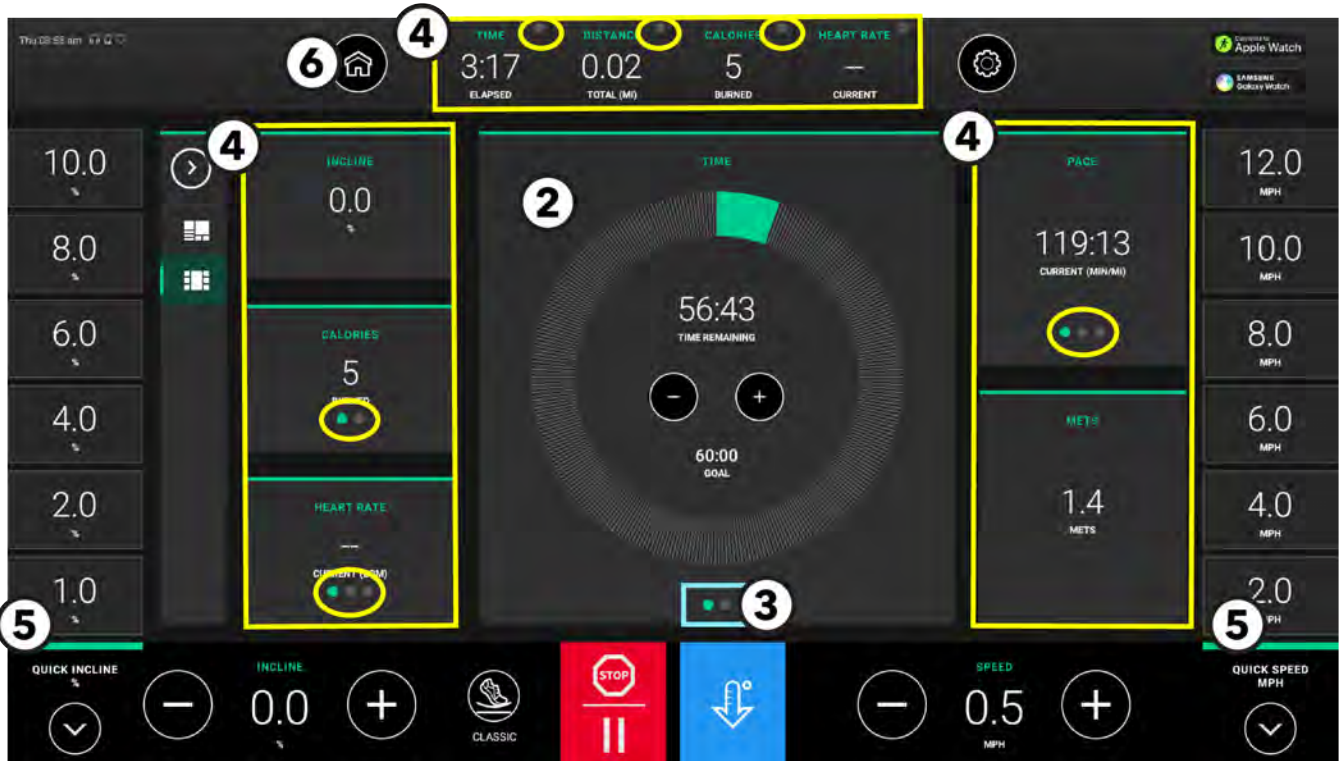 4
TIME DISTANCE CALORIES HEART RATE
3:17 0.02 5 --
ELAPSED TOTAL (MI) BURNED CURRENT
6
Connected to
Apple Watch
SAMSUNG
Galaxy Watch
10.0
%
8.0
%
6.0
%
4.0
%
2.0
%
1.0
%
5
QUICK INCLINE
%
4
INCLINE
0.0
%
CALORIES
5
BURNED
HEART RATE
--
CURRENT (BPM)
2
TIME
56:43
TIME REMAINING
− +
60:00
GOAL
3
4
PACE
119:13
CURRENT (MIN/MI)
METS
1.4
METS
12.0
MPH
10.0
MPH
8.0
MPH
6.0
MPH
4.0
MPH
2.0
MPH
5
QUICK SPEED
MPH
INCLINE
− 0.0 +
%
CLASSIC
STOP
SPEED
− 0.5 +
MPH